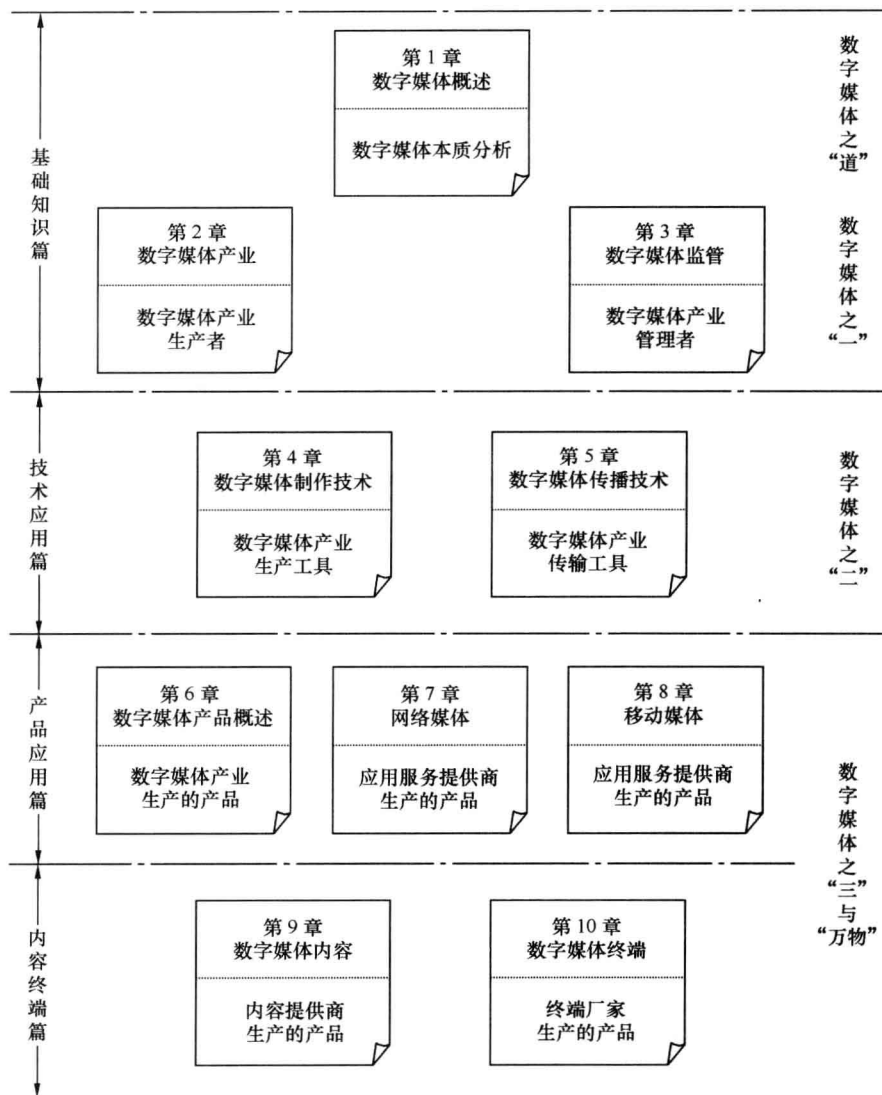 第 1 章
数字媒体概述
数字媒体本质分析
数字媒体之“道”
基础知识篇
第 2 章
数字媒体产业
数字媒体产业
生产者
第 3 章
数字媒体监管
数字媒体产业
管理者
数字媒体之“一”
技术应用篇
第 4 章
数字媒体制作技术
数字媒体产业
生产工具
第 5 章
数字媒体传播技术
数字媒体产业
传输工具
数字媒体之“二”
产品应用篇
第 6 章
数字媒体产品概述
数字媒体产业
生产的产品
第 7 章
网络媒体
应用服务提供商
生产的产品
第 8 章
移动媒体
应用服务提供商
生产的产品
数字媒体之“三”与“万物”
内容终端篇
第 9 章
数字媒体内容
内容提供商
生产的产品
第 10 章
数字媒体终端
终端厂家
生产的产品